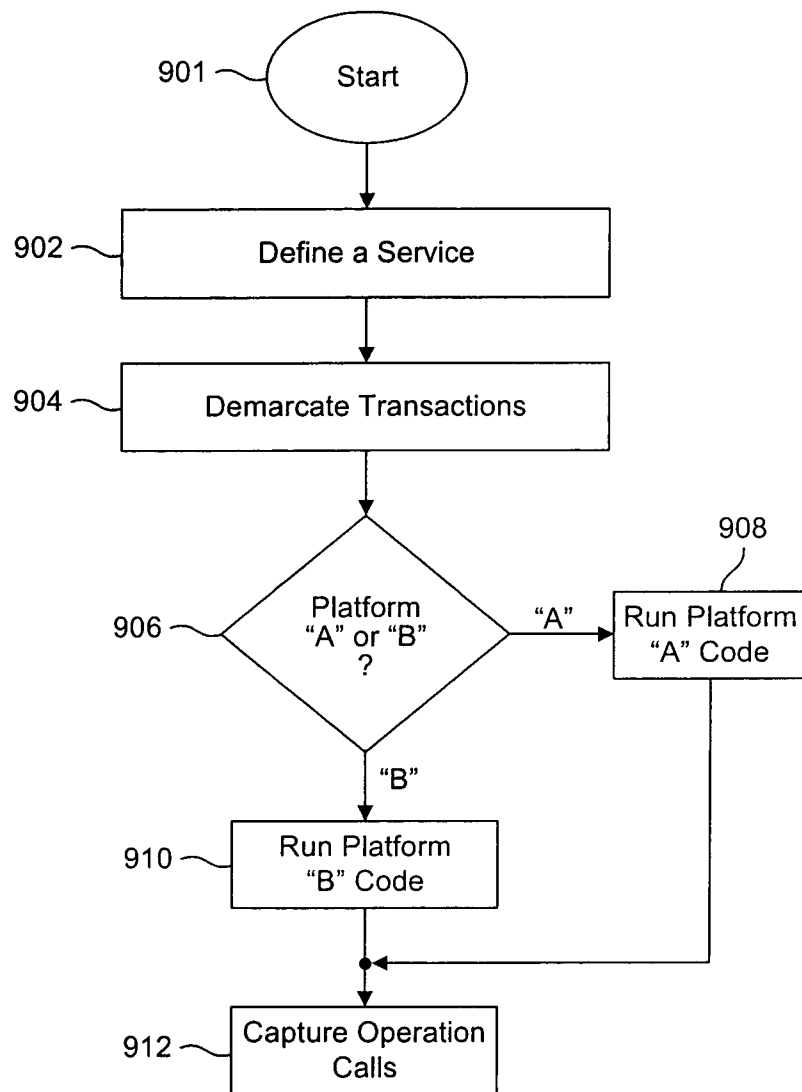 901
Start
902
Define a Service
904
Demarcate Transactions
908
906
Platform
“A” or “B”
?
“A”
Run Platform
“A” Code
“B”
910
Run Platform
“B” Code
912
Capture Operation
Calls